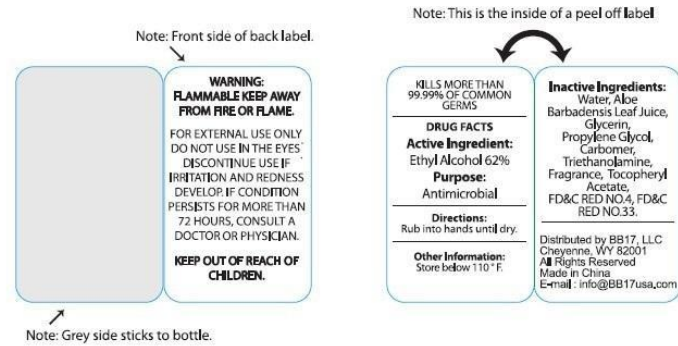 Note: This is the inside of a peel off label
Note: Front side of back label.
WARNING:
FLAMMABLE KEEP AWAY
FROM FIRE OR FLAME.
FOR EXTERNAL USE ONLY
DO NOT USE IN THE EYES
DISCONTINUE USE IF
IRRITATION AND REDNESS
DEVELOP. IF CONDITION
PERSISTS FOR MORE THAN
72 HOURS, CONSULT A
DOCTOR OR PHYSICIAN.
KEEP OUT OF REACH OF
CHILDREN.
Note: Grey side sticks to bottle.
KILLS MORE THAN
99.99% OF COMMON
GERMS
DRUG FACTS
Active Ingredient:
Ethyl Alcohol 62%
Purpose:
Antimicrobial
Directions:
Rub into hands until dry.
Other Information:
Store below 110° F.
Inactive Ingredients:
Water, Aloe
Barbadensis Leaf Juice,
Glycerin,
Propylene Glycol,
Carbomer,
Triethanolamine,
Fragrance, Tocopheryl
Acetate,
FD&C RED NO.4, FD&C
RED NO.33.
Distributed by BB17, LLC
Cheyenne, WY 82001
All Rights Reserved
Made in China
E-mail : info@BB17usa.com